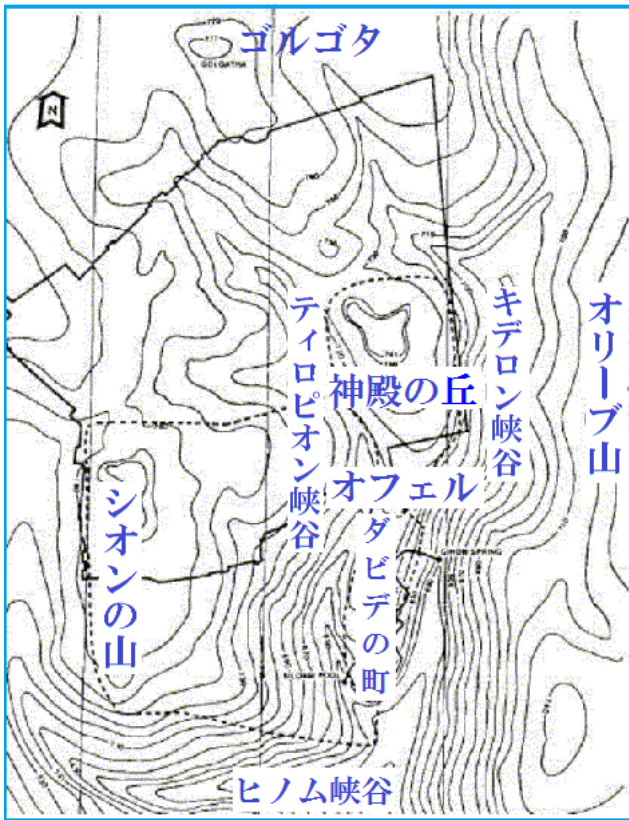 ゴルゴタ
777
GOLGATHA
N
ティロピオン峡谷
キデロン峡谷
オリーブ山
神殿の丘
オフェル
ダビデの町
GIHON SPRING
シオンの山
ヒノム峡谷